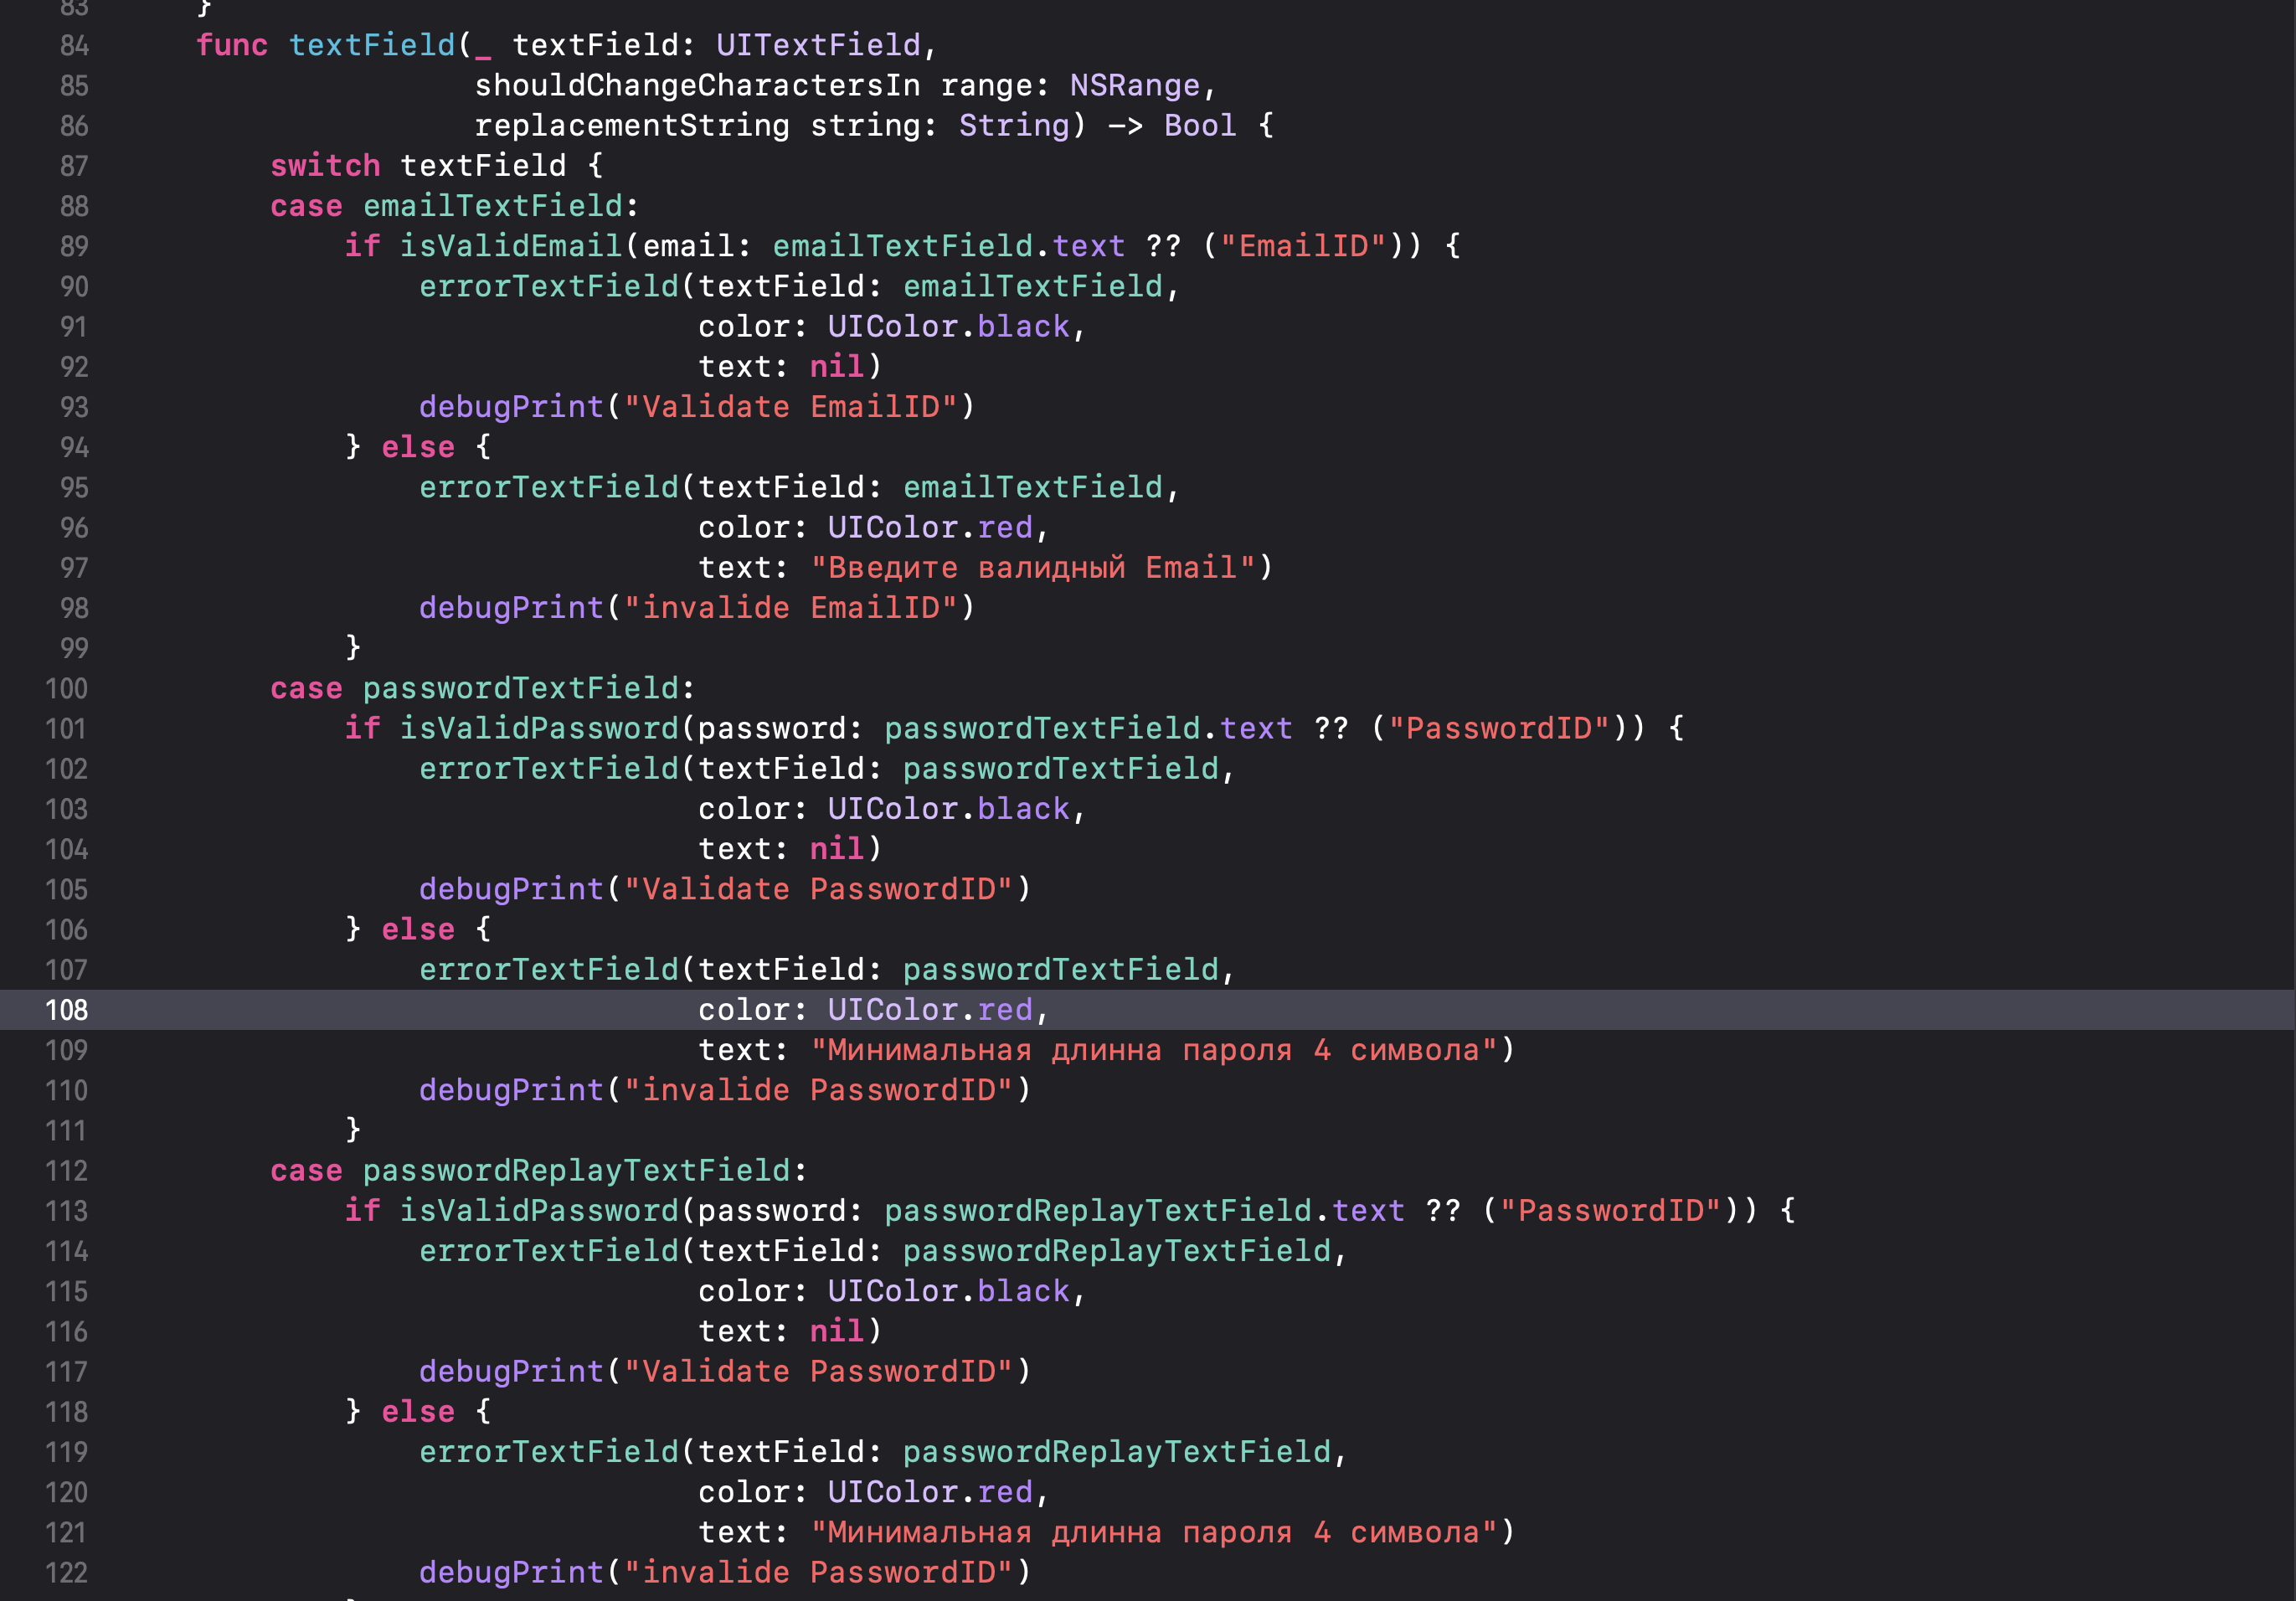 83 }
84 func textField(_ textField: UITextField,
85 shouldChangeCharactersIn range: NSRange,
86 replacementString string: String) -> Bool {
87 switch textField {
88 case emailTextField:
89 if isValidEmail(email: emailTextField.text ?? ("EmailID")) {
90 errorTextField(textField: emailTextField,
91 color: UIColor.black,
92 text: nil)
93 debugPrint("Validate EmailID")
94 } else {
95 errorTextField(textField: emailTextField,
96 color: UIColor.red,
97 text: "Введите валидный Email")
98 debugPrint("invalide EmailID")
99 }
100 case passwordTextField:
101 if isValidPassword(password: passwordTextField.text ?? ("PasswordID")) {
102 errorTextField(textField: passwordTextField,
103 color: UIColor.black,
104 text: nil)
105 debugPrint("Validate PasswordID")
106 } else {
107 errorTextField(textField: passwordTextField,
108 color: UIColor.red,
109 text: "Минимальная длинна пароля 4 символа")
110 debugPrint("invalide PasswordID")
111 }
112 case passwordReplayTextField:
113 if isValidPassword(password: passwordReplayTextField.text ?? ("PasswordID")) {
114 errorTextField(textField: passwordReplayTextField,
115 color: UIColor.black,
116 text: nil)
117 debugPrint("Validate PasswordID")
118 } else {
119 errorTextField(textField: passwordReplayTextField,
120 color: UIColor.red,
121 text: "Минимальная длинна пароля 4 символа")
122 debugPrint("invalide PasswordID")